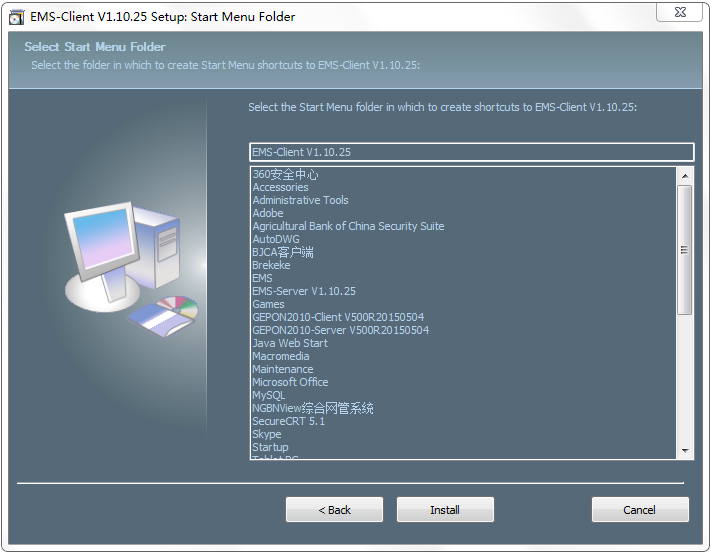 EMS-Client V1.10.25 Setup: Start Menu Folder
Select Start Menu Folder
Select the folder in which to create Start Menu shortcuts to EMS-Client V1.10.25:
Select the Start Menu folder in which to create shortcuts to EMS-Client V1.10.25:
EMS-Client V1.10.25
360安全中心
Accessories
Administrative Tools
Adobe
Agricultural Bank of China Security Suite
AutoDWG
BJCA客户端
Brekeke
EMS
EMS-Server V1.10.25
Games
GEPON2010-Client V500R20150504
GEPON2010-Server V500R20150504
Java Web Start
Macromedia
Maintenance
Microsoft Office
MySQL
NGBNView综合网管系统
SecureCRT 5.1
Skype
Startup
Tablet PC
< Back
Install
Cancel